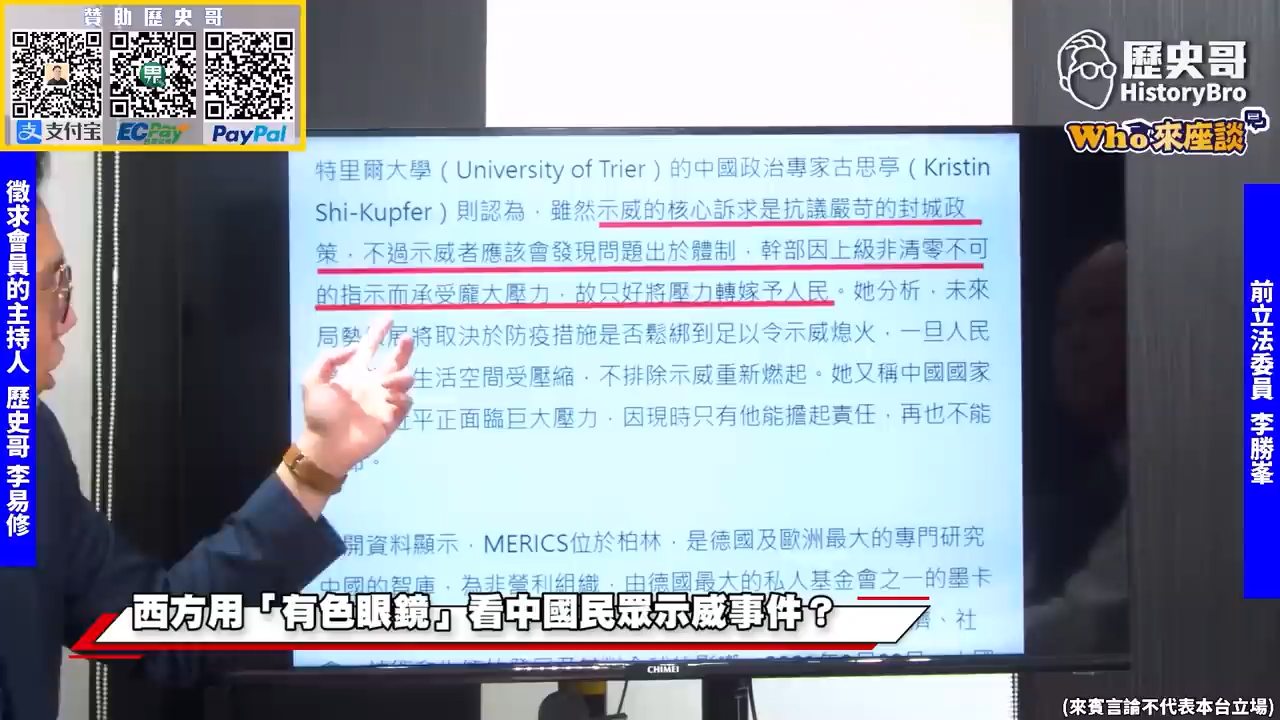 贊助歷史哥
支付宝
ECPay
PayPal
歷史哥
HistoryBro
Who來座談
徵求會員的主持人 歷史哥 李易修
前立法委員 李勝峯
特里爾大學（University of Trier）的中國政治專家古思亭（Kristin
Shi-Kupfer）則認為，雖然示威的核心訴求是抗議嚴苛的封城政
策，不過示威者應該會發現問題出於體制，幹部因上級非清零不可
的指示而承受龐大壓力，故只好將壓力轉嫁予人民。她分析，未來
局勢 將取決於防疫措施是否鬆綁到足以令示威熄火，一旦人民
生活空間受壓縮，不排除示威重新燃起。她又稱中國國家
近平正面臨巨大壓力，因現時只有他能擔起責任，再也不能
。
開資料顯示，MERICS位於柏林，是德國及歐洲最大的專門研究
中國的智庫，為非營利組織，由德國最大的私人基金會之一的墨卡
、社
西方用「有色眼鏡」看中國民眾示威事件？
CHIMEI
(來賓言論不代表本台立場)